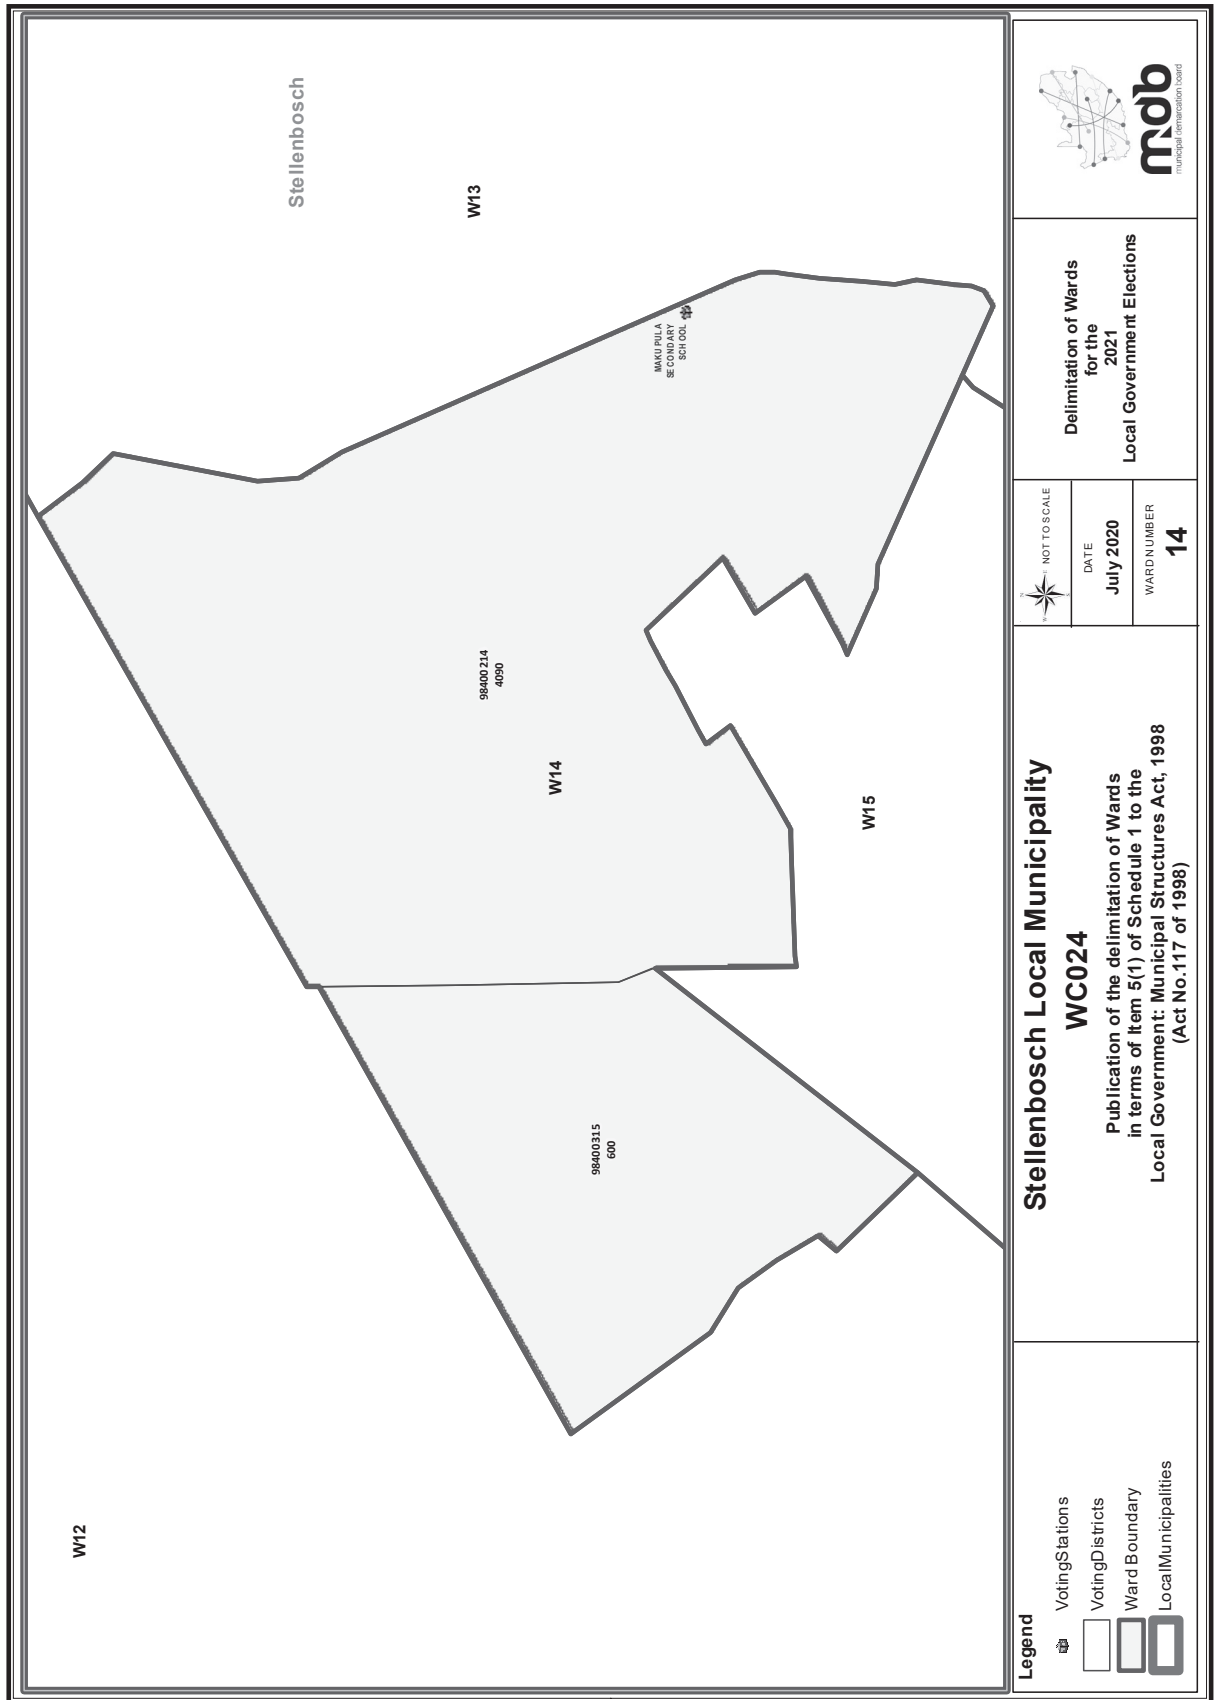 Stellenbosch
W13
MAKUPULA
SECONDARY
SCHOOL
98400214
4090
W14
W15
98400315
600
W12
Legend
VotingStations
VotingDistricts
Ward Boundary
LocalMunicipalities
Stellenbosch Local Municipality
WC024
Publication of the delimitation of Wards
in terms of Item 5(1) of Schedule 1 to the
Local Government: Municipal Structures Act, 1998
(Act No.117 of 1998)
N
W
E
S
NOT TO SCALE
DATE
July 2020
WARDNUMBER
14
Delimitation of Wards
for the
2021
Local Government Elections
mdb
municipal demarcation board